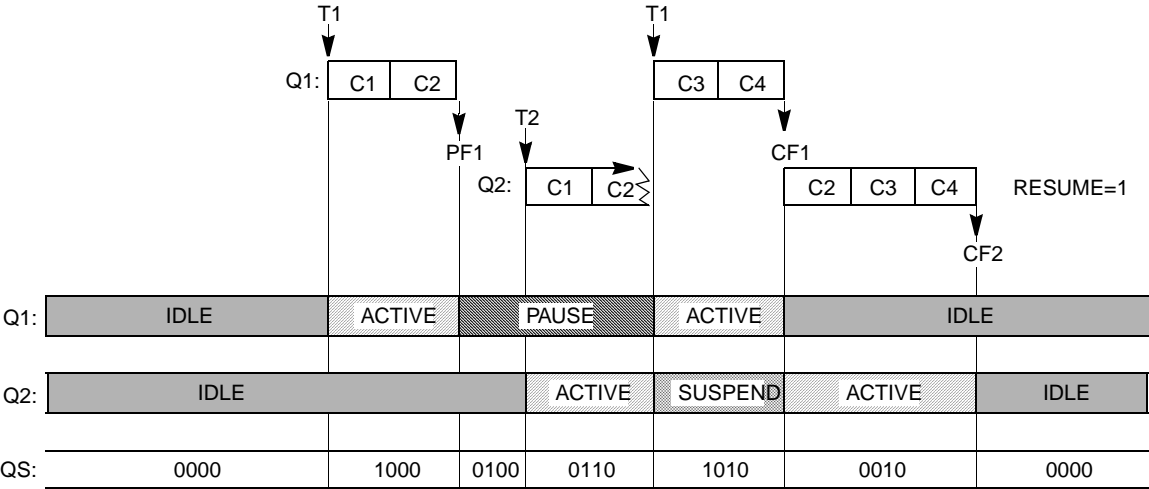 T1 T1
Q1: C1 C2 C3 C4
T2
PF1 CF1
Q2: C1 C2 C2 C3 C4 RESUME=1
CF2
Q1: IDLE ACTIVE PAUSE ACTIVE IDLE
Q2: IDLE ACTIVE SUSPEND ACTIVE IDLE
QS: 0000 1000 0100 0110 1010 0010 0000